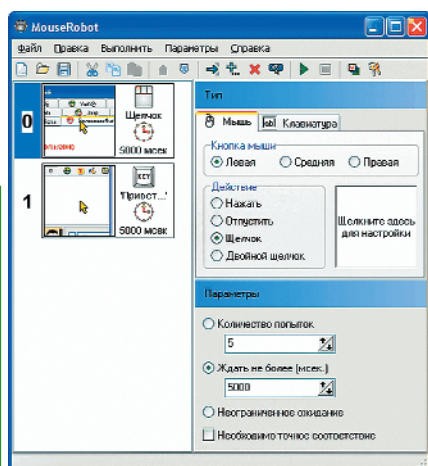 MouseRobot
Файл Правка Выполнить Параметры Справка
0
Щелчок
5000 мсек
1
KEY
'Привет...'
5000 мсек
Тип
Мышь
Клавиатура
Кнопка мыши
Левая Средняя Правая
Действие
Нажать
Отпустить
Щелчок
Двойной щелчок
Щелкните здесь
для настройки
Параметры
Количество попыток
5
Ждать не более (мсек.)
5000
Неограниченное ожидание
Необходимо точное соответствие